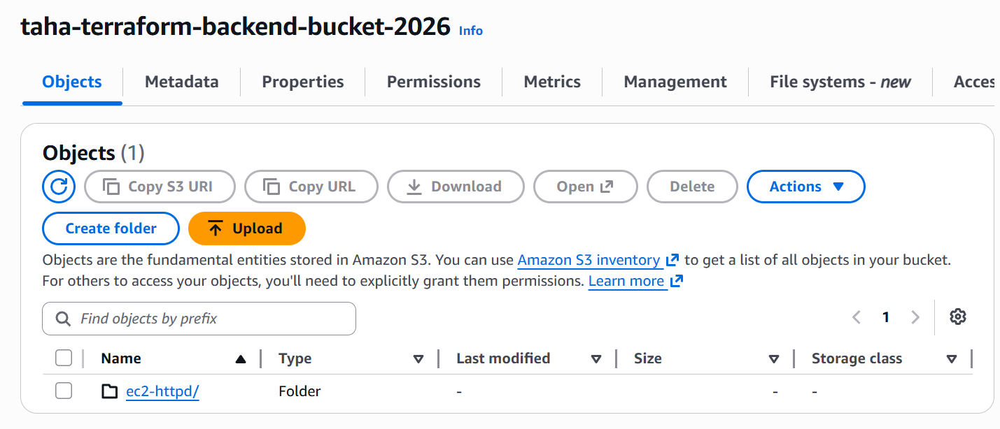 taha-terraform-backend-bucket-2026 Info
Objects Metadata Properties Permissions Metrics Management File systems - new Acces
Objects (1)
Copy S3 URI Copy URL Download Open Delete Actions
Create folder Upload
Objects are the fundamental entities stored in Amazon S3. You can use Amazon S3 inventory to get a list of all objects in your bucket.
For others to access your objects, you'll need to explicitly grant them permissions. Learn more
Find objects by prefix 1
Name Type Last modified Size Storage class
ec2-httpd/ Folder - - -